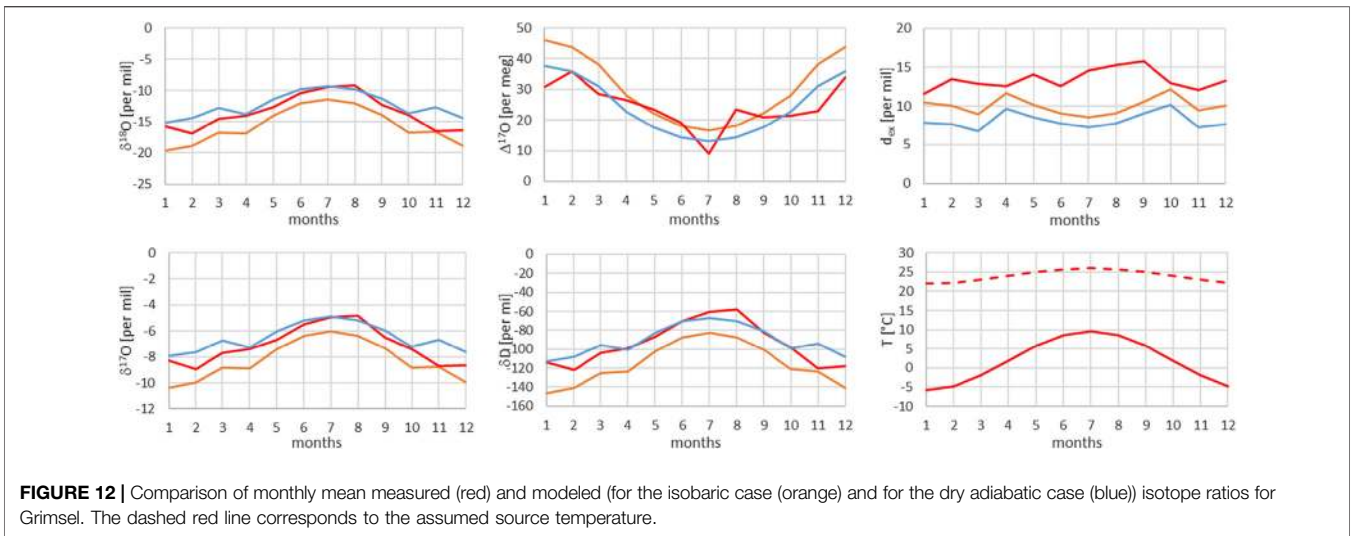 0
-5
-10
-15
-20
-25
δ¹⁸O [per mil]
1 2 3 4 5 6 7 8 9 10 11 12
months
50
40
30
20
10
0
Δ¹⁷O [per meg]
1 2 3 4 5 6 7 8 9 10 11 12
months
20
15
10
5
0
dₑₓ [per mil]
1 2 3 4 5 6 7 8 9 10 11 12
months
0
-2
-4
-6
-8
-10
-12
δ¹⁷O [per mil]
1 2 3 4 5 6 7 8 9 10 11 12
months
0
-20
-40
-60
-80
-100
-120
-140
-160
δD [per mi]
1 2 3 4 5 6 7 8 9 10 11 12
months
30
25
20
15
10
5
0
-5
-10
T [°C]
1 2 3 4 5 6 7 8 9 10 11 12
months
FIGURE 12 | Comparison of monthly mean measured (red) and modeled (for the isobaric case (orange) and for the dry adiabatic case (blue)) isotope ratios for
Grimsel. The dashed red line corresponds to the assumed source temperature.